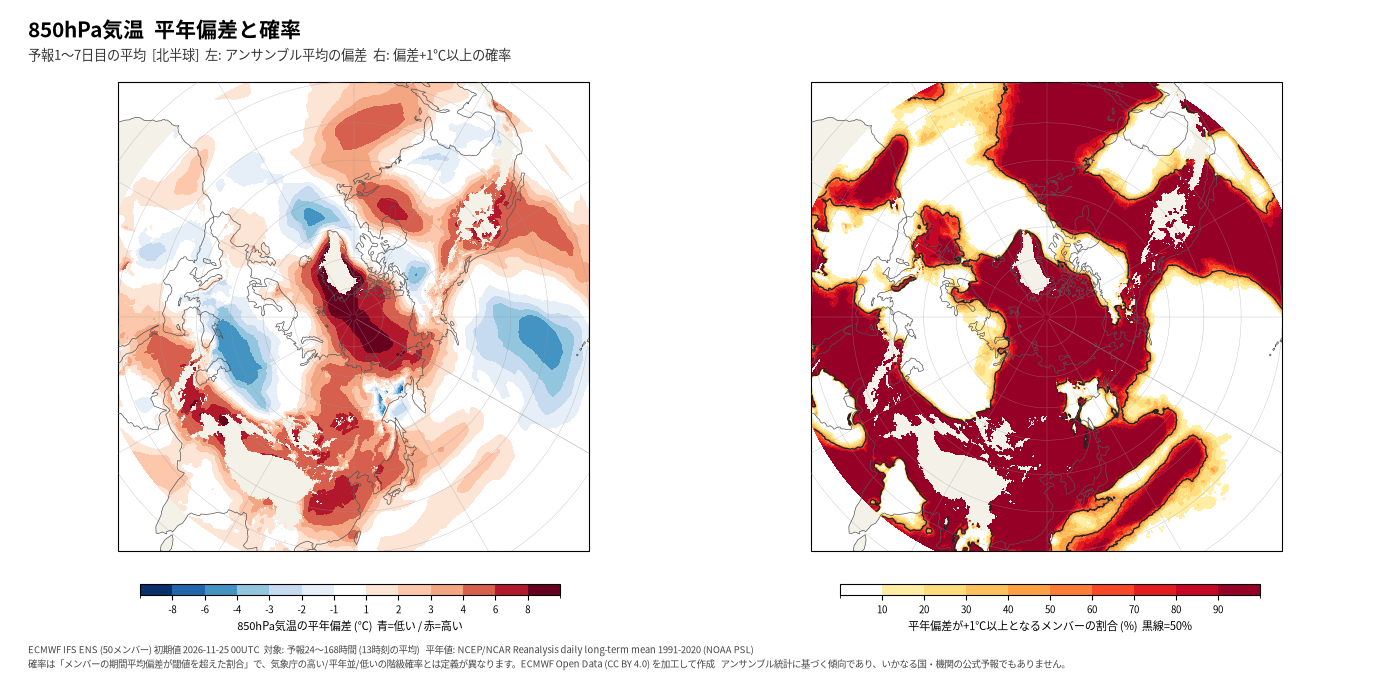 850hPa気温 平年偏差と確率
予報1～7日目の平均 [北半球] 左: アンサンブル平均の偏差 右: 偏差+1℃以上の確率
-8 -6 -4 -3 -2 -1 1 2 3 4 6 8
850hPa気温の平年偏差 (℃) 青=低い / 赤=高い
10 20 30 40 50 60 70 80 90
平年偏差が+1℃以上となるメンバーの割合 (%) 黒線=50%
ECMWF IFS ENS (50メンバー) 初期値 2026-11-25 00UTC 対象: 予報24～168時間 (13時刻の平均) 平年値: NCEP/NCAR Reanalysis daily long-term mean 1991-2020 (NOAA PSL)
確率は「メンバーの期間平均偏差が閾値を超えた割合」で、気象庁の高い/平年並/低いの階級確率とは定義が異なります。ECMWF Open Data (CC BY 4.0) を加工して作成 アンサンブル統計に基づく傾向であり、いかなる国・機関の公式予報でもありません。